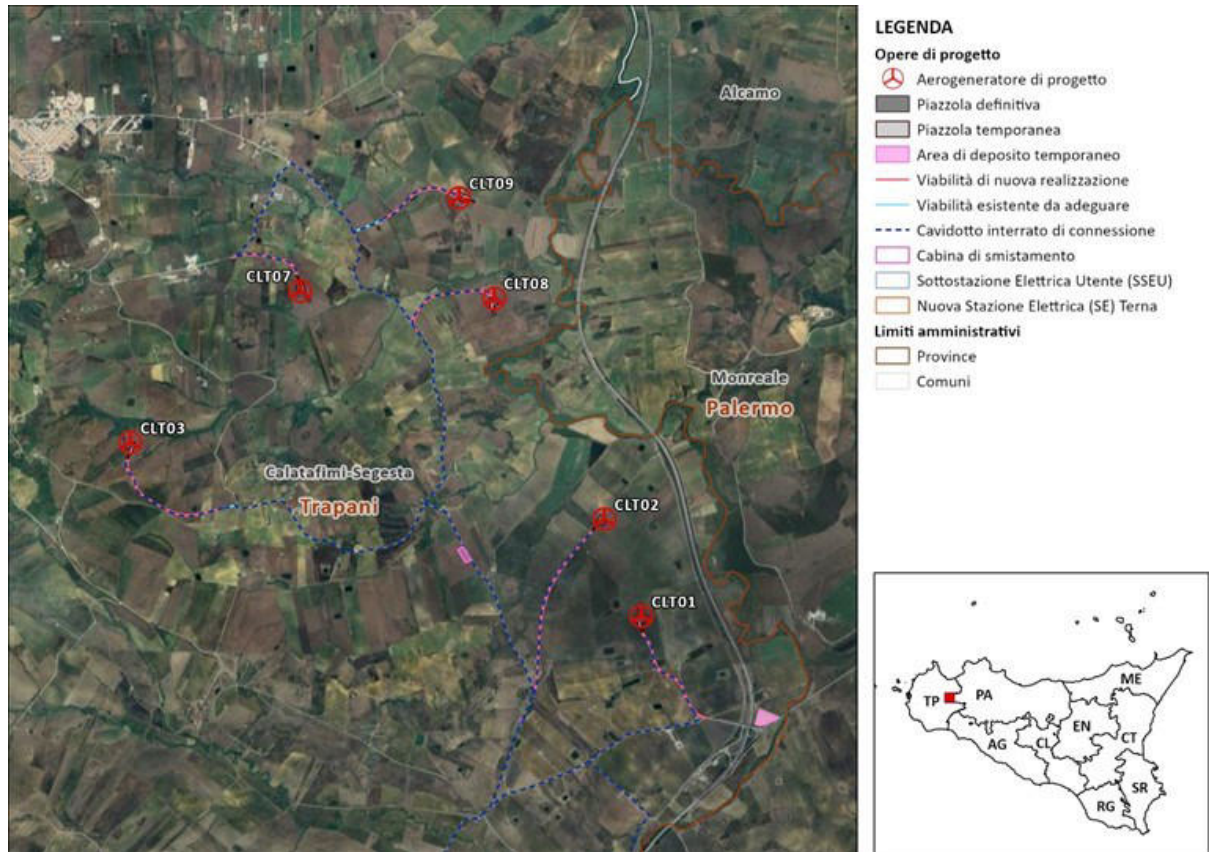 Alcamo
CLT09
CLT07
CLT08
Monreale
Palermo
CLT03
Calatafimi-Segesta
Trapani
CLT02
CLT01
LEGENDA
Opere di progetto
Aerogeneratore di progetto
Piazzola definitiva
Piazzola temporanea
Area di deposito temporaneo
Viabilità di nuova realizzazione
Viabilità esistente da adeguare
Cavidotto interrato di connessione
Cabina di smistamento
Sottostazione Elettrica Utente (SSEU)
Nuova Stazione Elettrica (SE) Terna
Limiti amministrativi
Province
Comuni
ME
TP
PA
EN
CT
AG
CL
SR
RG